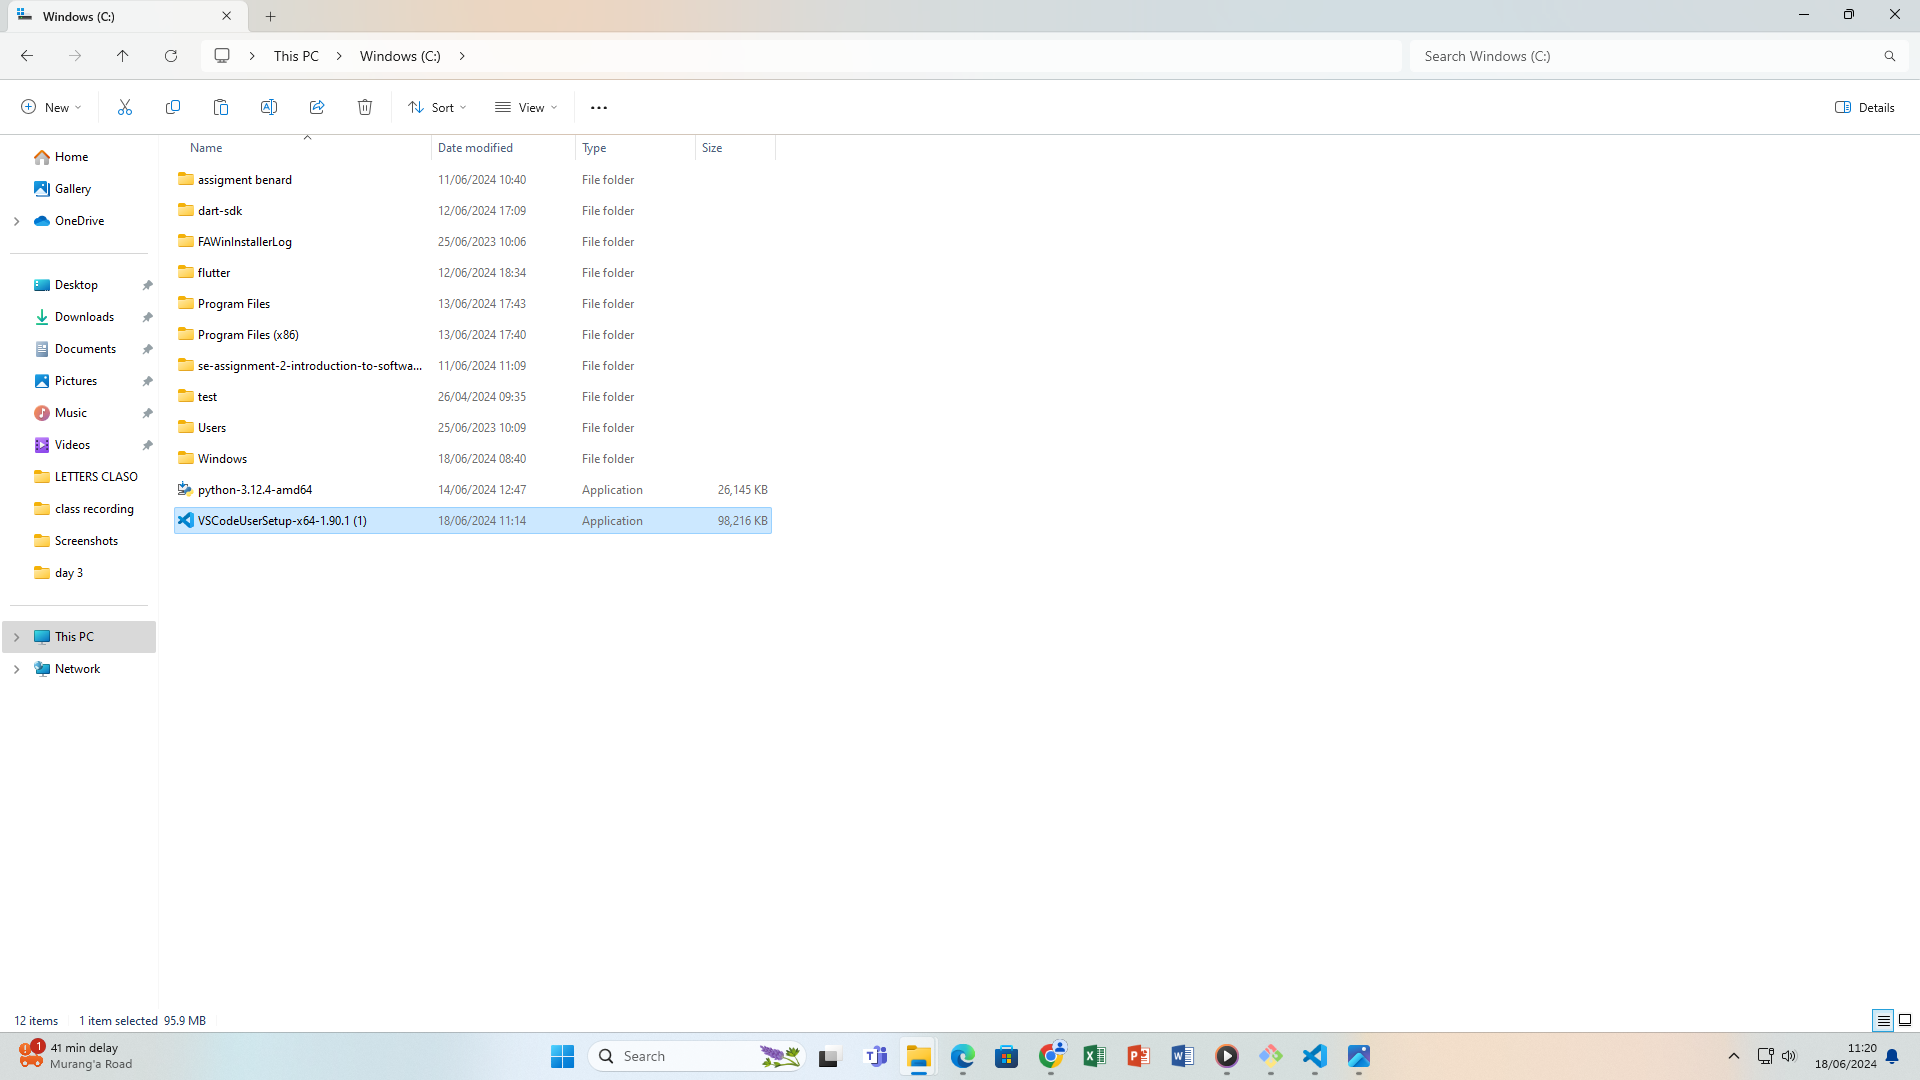 Windows (C:)
This PC
Windows (C:)
Search Windows (C:)
New
Sort
View
Details
Name
Date modified
Type
Size
Home
Gallery
OneDrive
Desktop
Downloads
Documents
Pictures
Music
Videos
LETTERS CLASO
class recording
Screenshots
day 3
This PC
Network
assigment benard 11/06/2024 10:40 File folder
dart-sdk 12/06/2024 17:09 File folder
FAWinInstallerLog 25/06/2023 10:06 File folder
flutter 12/06/2024 18:34 File folder
Program Files 13/06/2024 17:43 File folder
Program Files (x86) 13/06/2024 17:40 File folder
se-assignment-2-introduction-to-softwa... 11/06/2024 11:09 File folder
test 26/04/2024 09:35 File folder
Users 25/06/2023 10:09 File folder
Windows 18/06/2024 08:40 File folder
python-3.12.4-amd64 14/06/2024 12:47 Application 26,145 KB
VSCodeUserSetup-x64-1.90.1 (1) 18/06/2024 11:14 Application 98,216 KB
12 items 1 item selected 95.9 MB
1
41 min delay
Murang'a Road
Search
11:20
18/06/2024